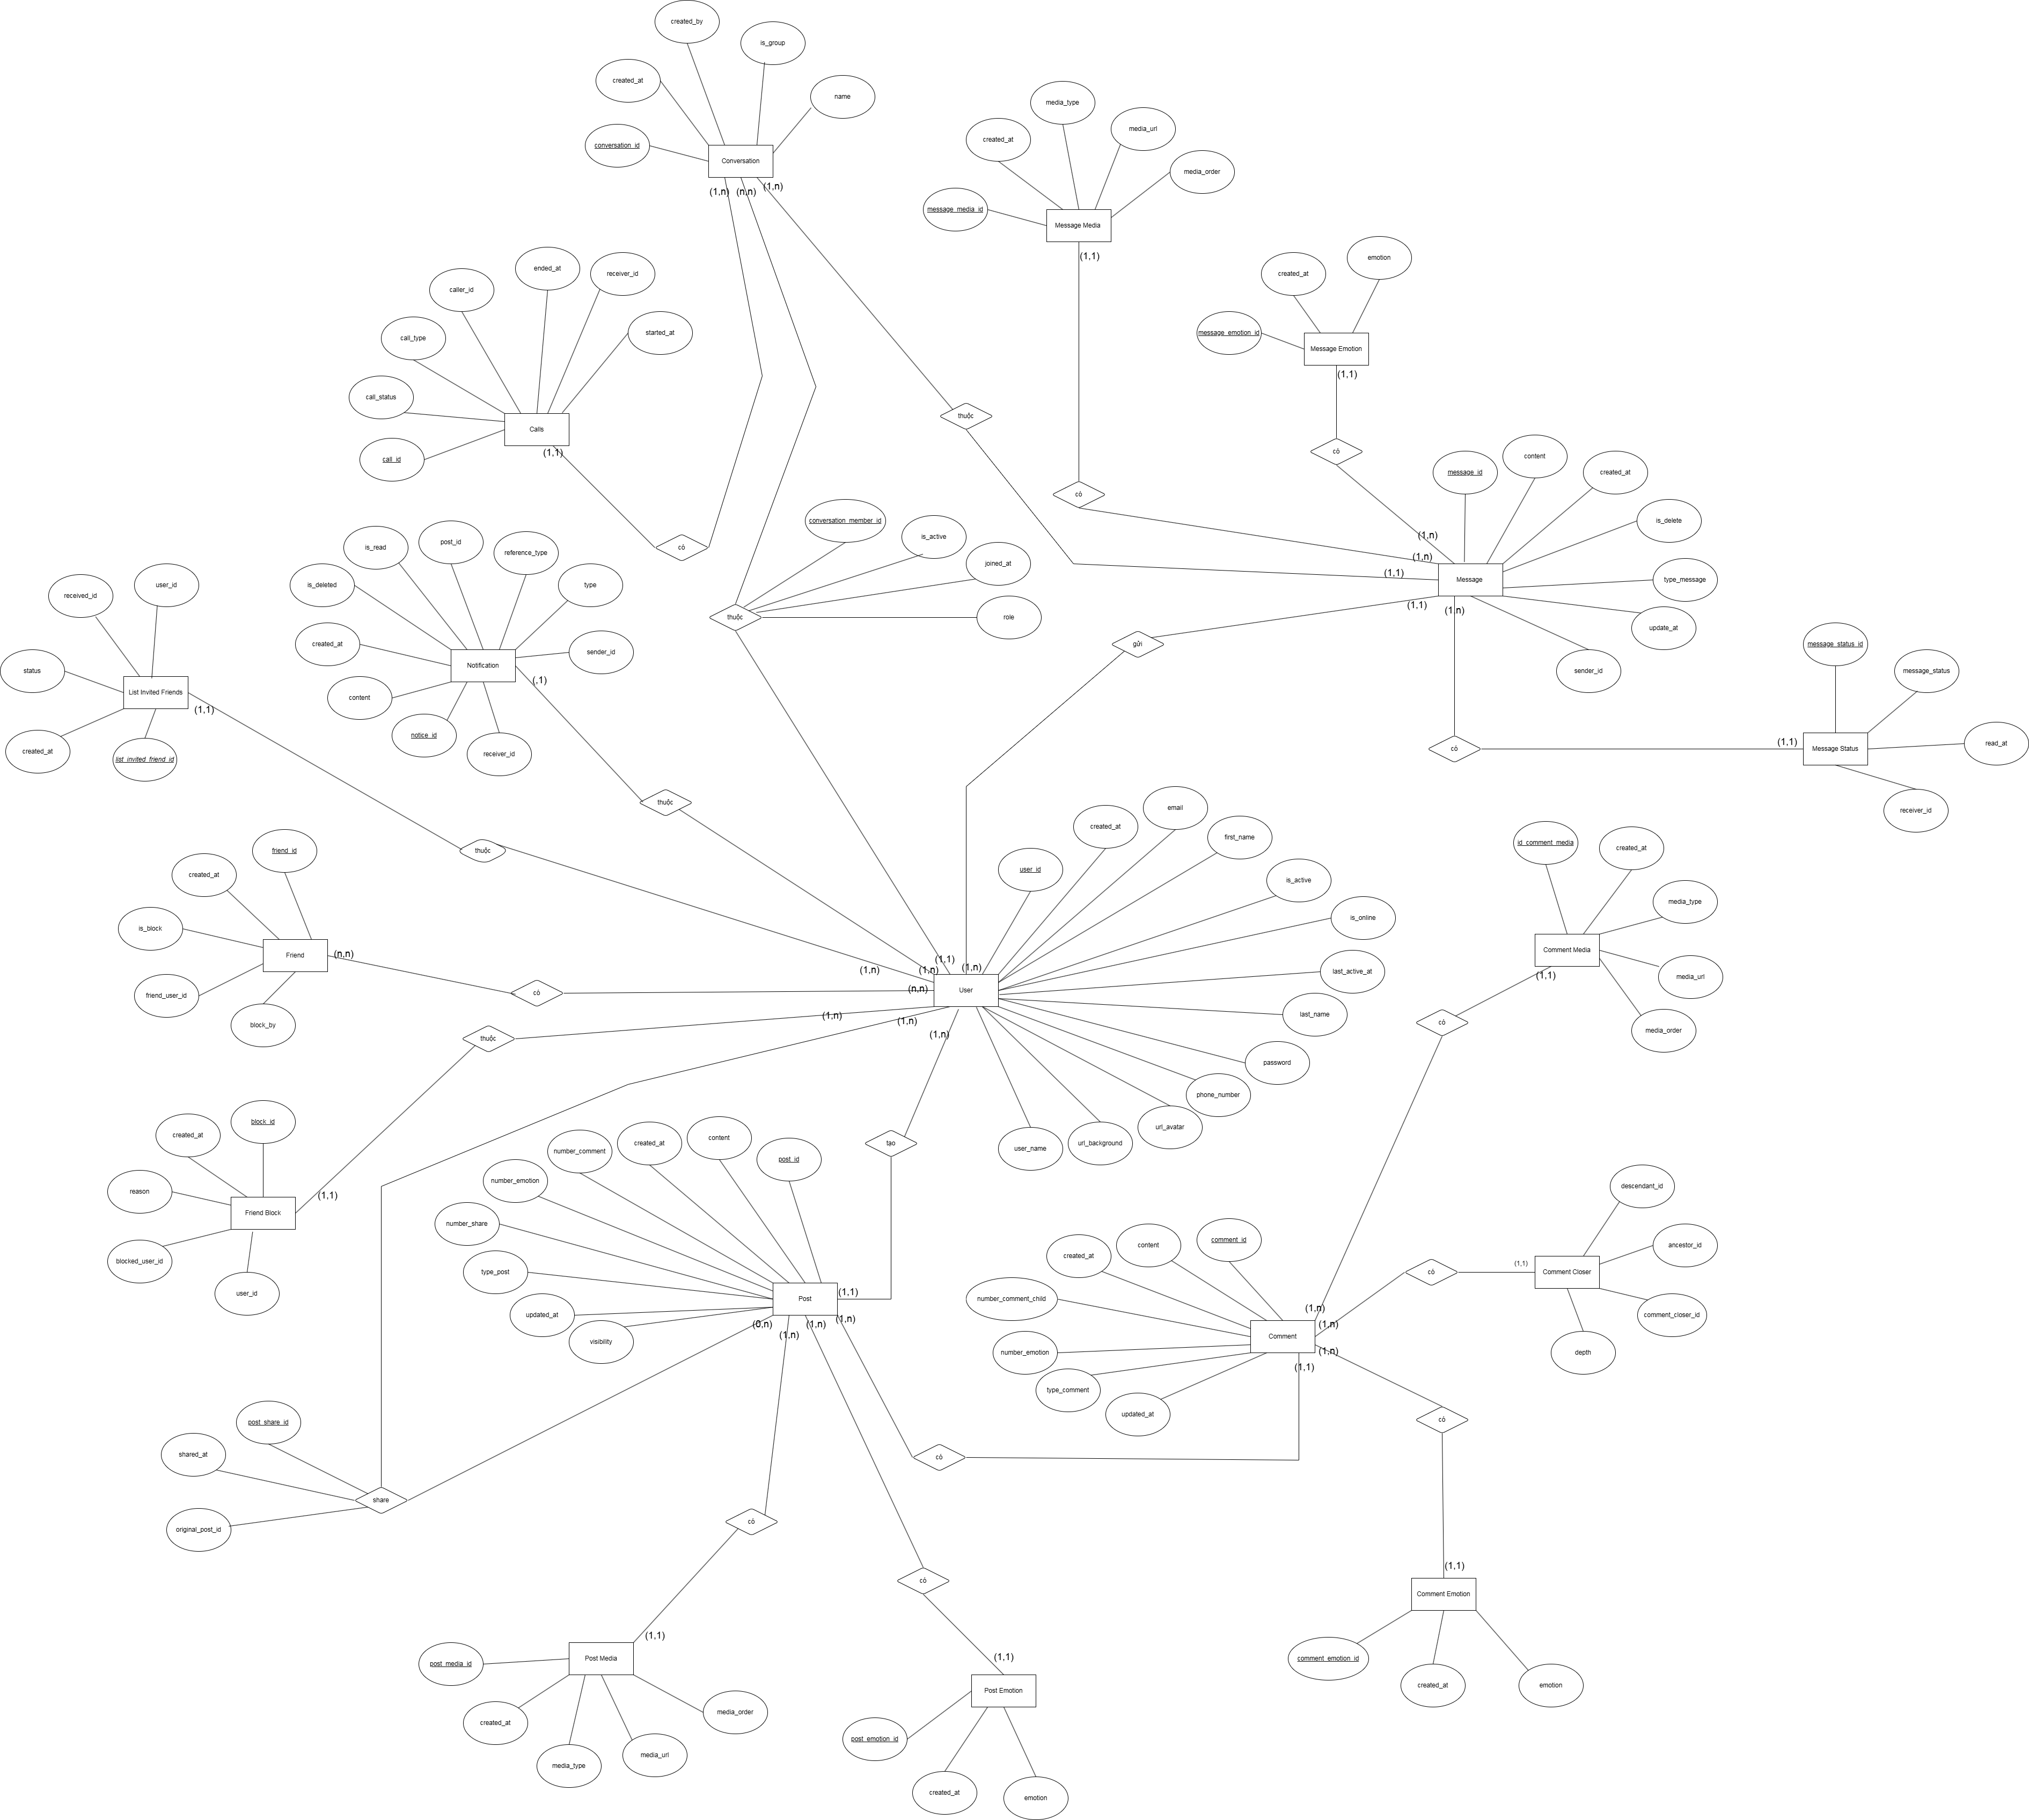 created_by
is_group
created_at
name
conversation_id
Conversation
(1,n)
(n,n)
(1,n)
media_type
created_at
media_url
media_order
message_media_id
Message Media
(1,1)
created_at
emotion
message_emotion_id
Message Emotion
(1,1)
có
ended_at
receiver_id
caller_id
started_at
call_type
call_status
Calls
(1,1)
call_id
có
thuộc
có
message_id
content
created_at
is_delete
type_message
update_at
sender_id
(1,n)
(1,n)
(1,1)
Message
(1,1)
(1,n)
gửi
conversation_member_id
is_active
joined_at
role
thuộc
is_read
post_id
reference_type
is_deleted
type
created_at
Notification
sender_id
content
(,1)
notice_id
receiver_id
user_id
received_id
status
List Invited Friends
(1,1)
created_at
list_invited_friend_id
message_status_id
message_status
có
(1,1)
Message Status
read_at
receiver_id
thuộc
thuộc
friend_id
created_at
is_block
Friend
(n,n)
friend_user_id
block_by
có
email
created_at
first_name
user_id
is_active
is_online
(1,1)
(1,n)
(1,n)
(1,n)
last_active_at
(n,n)
User
last_name
(1,n)
(1,n)
(1,n)
password
phone_number
url_avatar
url_background
user_name
id_comment_media
created_at
media_type
Comment Media
(1,1)
media_url
media_order
có
thuộc
block_id
created_at
reason
(1,1)
Friend Block
blocked_user_id
user_id
tạo
content
created_at
number_comment
post_id
number_emotion
number_share
type_post
updated_at
visibility
Post
(1,1)
(0,n)
(1,n)
(1,n)
(1,n)
descendant_id
ancestor_id
có
(1,1)
Comment Closer
comment_closer_id
depth
comment_id
content
created_at
number_comment_child
(1,n)
(1,n)
Comment
(1,n)
number_emotion
(1,1)
type_comment
updated_at
có
post_share_id
shared_at
share
original_post_id
có
có
có
(1,1)
Comment Emotion
comment_emotion_id
created_at
emotion
(1,1)
Post Media
post_media_id
created_at
media_order
media_url
media_type
(1,1)
Post Emotion
post_emotion_id
created_at
emotion